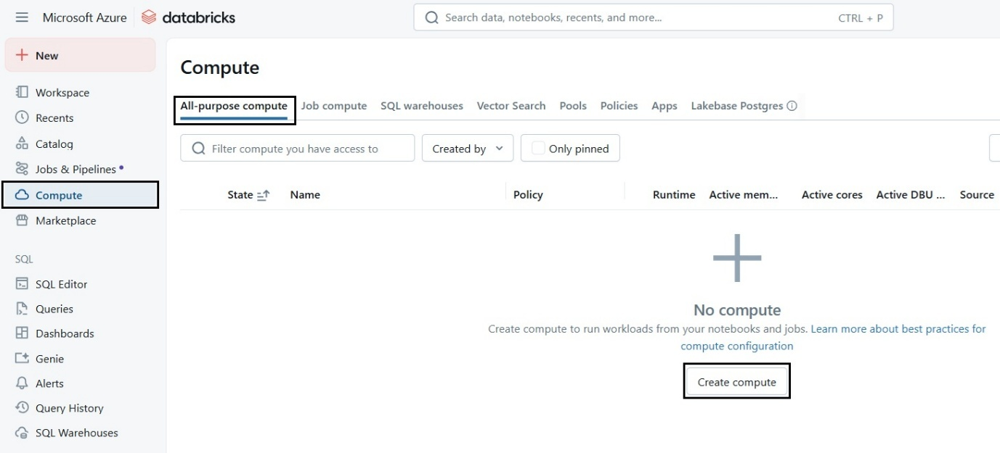 Microsoft Azure databricks
Search data, notebooks, recents, and more... CTRL + P
New
Workspace
Recents
Catalog
Jobs & Pipelines
Compute
Marketplace
SQL
SQL Editor
Queries
Dashboards
Genie
Alerts
Query History
SQL Warehouses
Compute
All-purpose compute Job compute SQL warehouses Vector Search Pools Policies Apps Lakebase Postgres
Filter compute you have access to Created by Only pinned
State Name Policy Runtime Active mem... Active cores Active DBU ... Source
No compute
Create compute to run workloads from your notebooks and jobs. Learn more about best practices for
compute configuration
Create compute